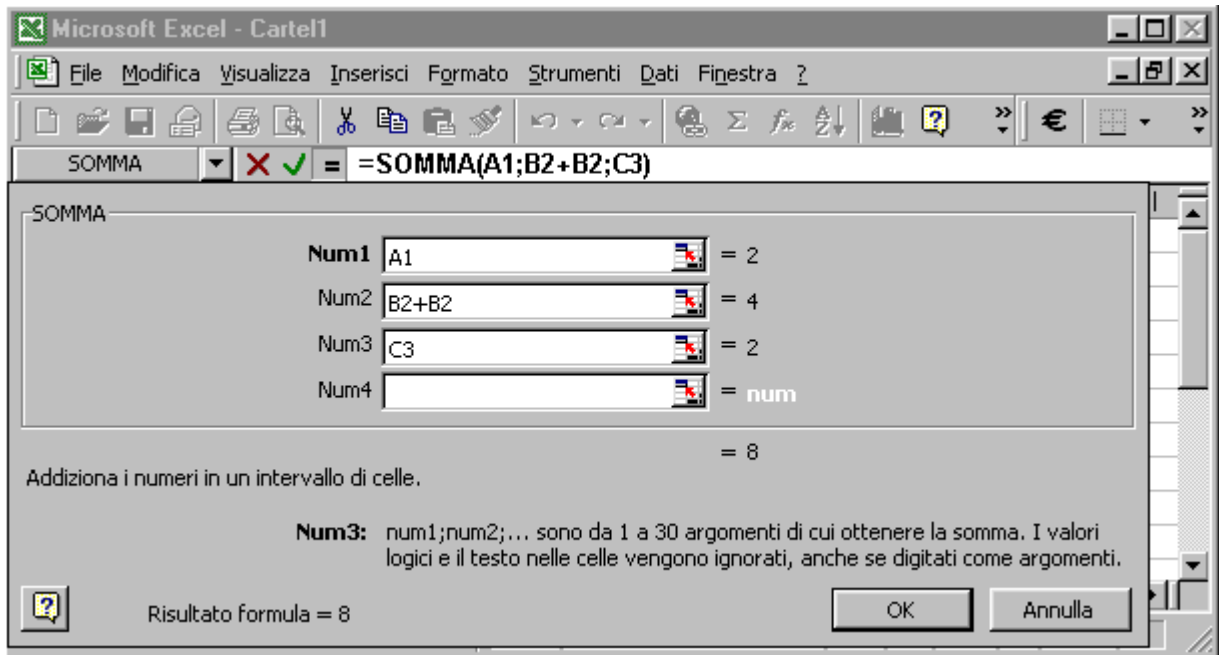 Microsoft Excel - Cartel1
File Modifica Visualizza Inserisci Formato Strumenti Dati Finestra ?
SOMMA = =SOMMA(A1;B2+B2;C3)
SOMMA
Num1 A1 = 2
Num2 B2+B2 = 4
Num3 C3 = 2
Num4 = num
= 8
Addiziona i numeri in un intervallo di celle.
Num3: num1;num2;... sono da 1 a 30 argomenti di cui ottenere la somma. I valori
logici e il testo nelle celle vengono ignorati, anche se digitati come argomenti.
Risultato formula = 8 OK Annulla